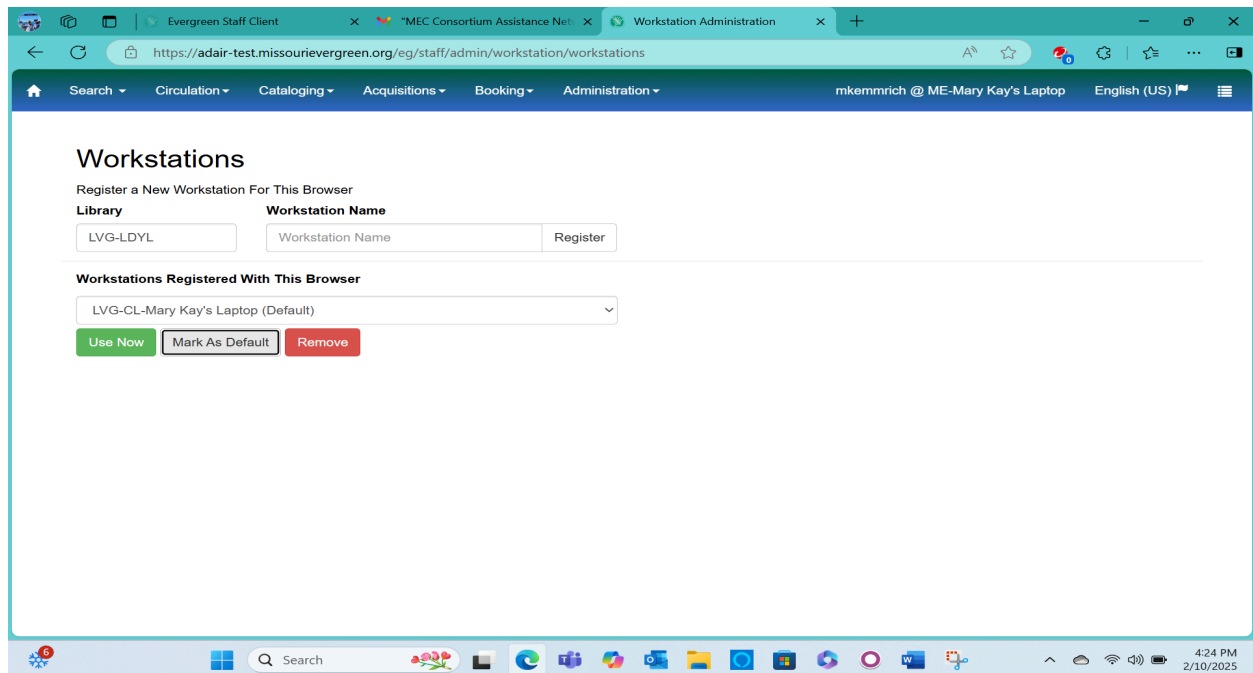 Evergreen Staff Client
"MEC Consortium Assistance Net
Workstation Administration
https://adair-test.missourievergreen.org/eg/staff/admin/workstation/workstations
Search Circulation Cataloging Acquisitions Booking Administration mkemmrich @ ME-Mary Kay's Laptop English (US)
Workstations
Register a New Workstation For This Browser
Library Workstation Name
LVG-LDYL Workstation Name Register
Workstations Registered With This Browser
LVG-CL-Mary Kay's Laptop (Default)
Use Now Mark As Default Remove
6
Search
4:24 PM
2/10/2025